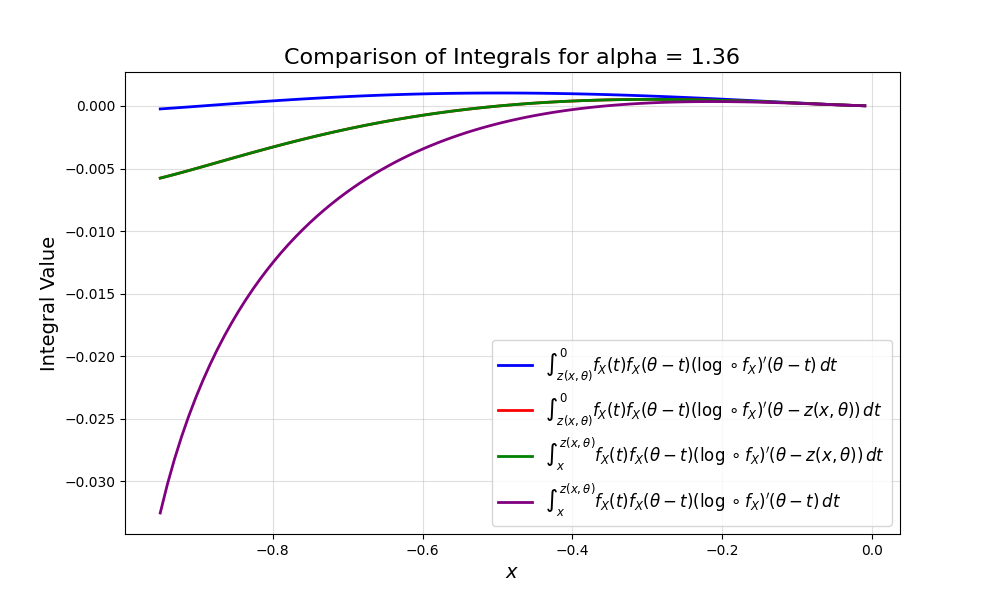 Comparison of Integrals for alpha = 1.36
Integral Value
0.000
−0.005
−0.010
−0.015
−0.020
−0.025
−0.030
∫_{z(x, θ)}^{0} f_X(t)f_X(θ − t)(log ∘ f_X)′(θ − t) dt
∫_{z(x, θ)}^{0} f_X(t)f_X(θ − t)(log ∘ f_X)′(θ − z(x, θ)) dt
∫_{x}^{z(x, θ)} f_X(t)f_X(θ − t)(log ∘ f_X)′(θ − z(x, θ)) dt
∫_{x}^{z(x, θ)} f_X(t)f_X(θ − t)(log ∘ f_X)′(θ − t) dt
−0.8 −0.6 −0.4 −0.2 0.0
x